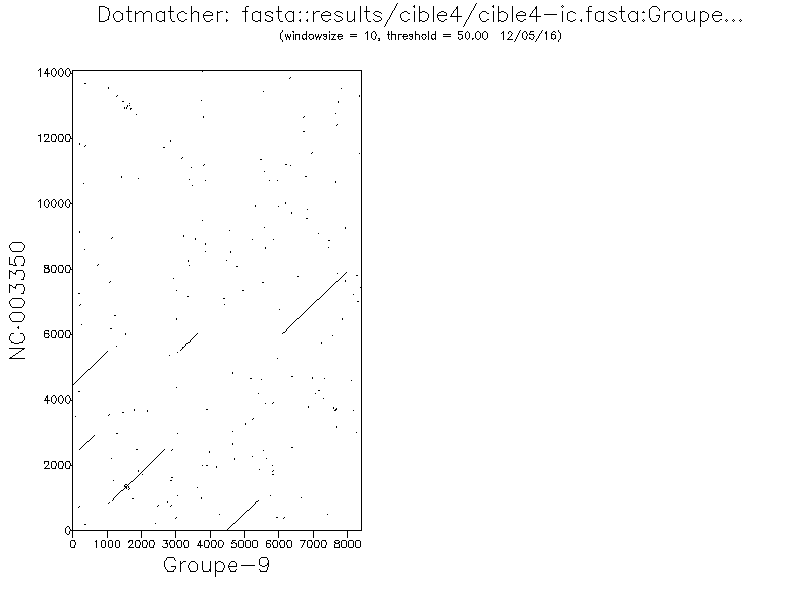 Dotmatcher: fasta::results/cible4/cible4-ic.fasta:Groupe...
(windowsize = 10, threshold = 50.00 12/05/16)
14000
12000
10000
8000
6000
4000
2000
0
NC-003350
0 1000 2000 3000 4000 5000 6000 7000 8000
Groupe-9